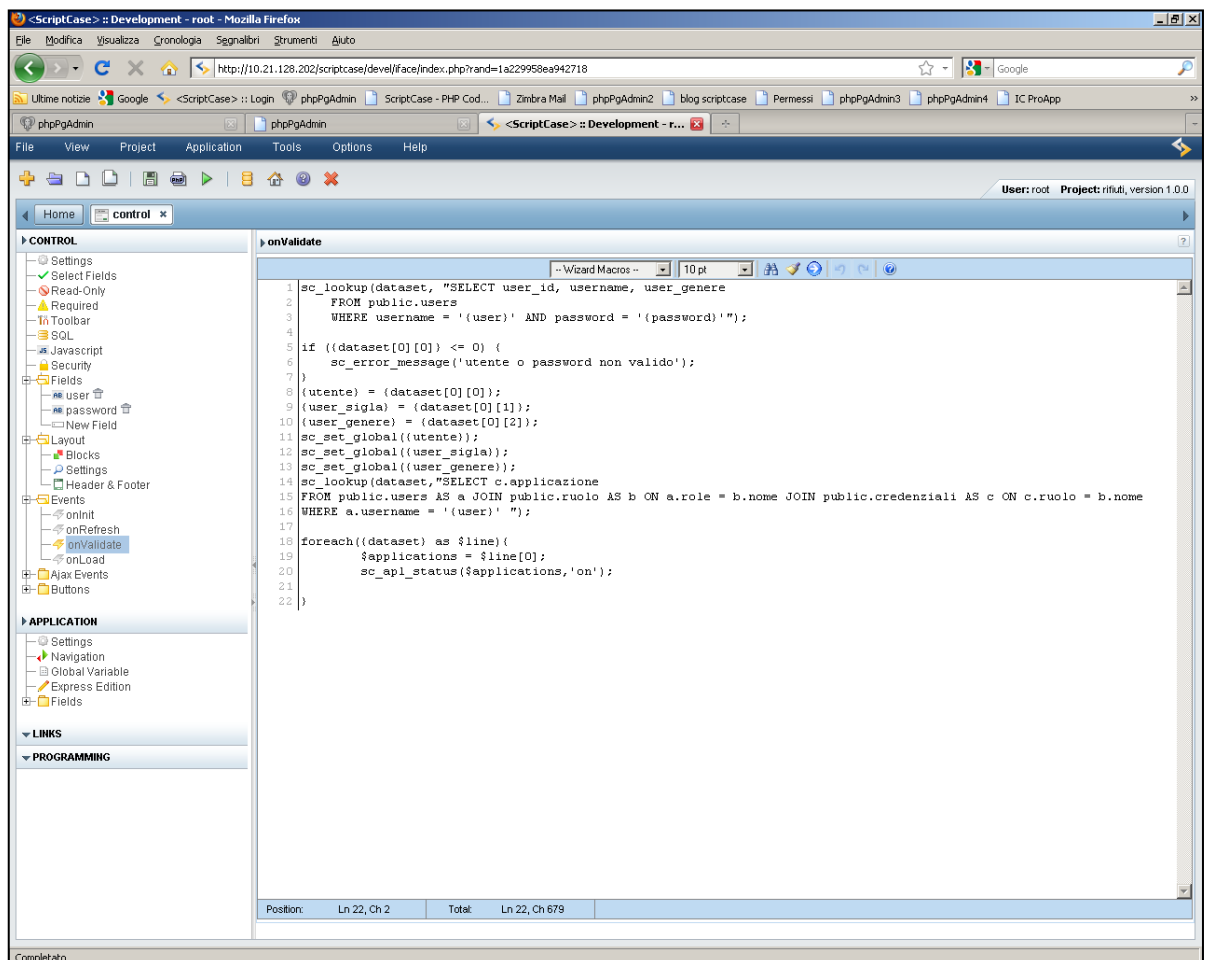 <ScriptCase> :: Development - root - Mozilla Firefox
File Modifica Visualizza Cronologia Segnalibri Strumenti Aiuto
http://10.21.128.202/scriptcase/devel/iface/index.php?rand=1a229958ea942718
Google
Ultime notizie Google <ScriptCase> :: Login phpPgAdmin ScriptCase - PHP Cod... Zimbra Mail phpPgAdmin2 blog scriptcase Permessi phpPgAdmin3 phpPgAdmin4 IC ProApp »
phpPgAdmin phpPgAdmin <ScriptCase> :: Development - r...
File View Project Application Tools Options Help
User: root Project: rifiuti, version 1.0.0
Home control
CONTROL
Settings
Select Fields
Read-Only
Required
Toolbar
SQL
Javascript
Security
Fields
user
password
New Field
Layout
Blocks
Settings
Header & Footer
Events
onInit
onRefresh
onValidate
onLoad
Ajax Events
Buttons
APPLICATION
Settings
Navigation
Global Variable
Express Edition
Fields
LINKS
PROGRAMMING
onValidate
-- Wizard Macros -- 10 pt
1 sc_lookup(dataset, "SELECT user_id, username, user_genere
2 FROM public.users
3 WHERE username = '{user}' AND password = '{password}'");
4
5 if ({dataset[0][0]} <= 0) {
6 sc_error_message('utente o password non valido');
7 }
8 {utente} = {dataset[0][0]};
9 {user_sigla} = {dataset[0][1]};
10 {user_genere} = {dataset[0][2]};
11 sc_set_global({utente});
12 sc_set_global({user_sigla});
13 sc_set_global({user_genere});
14 sc_lookup(dataset,"SELECT c.applicazione
15 FROM public.users AS a JOIN public.ruolo AS b ON a.role = b.nome JOIN public.credenziali AS c ON c.ruolo = b.nome
16 WHERE a.username = '{user}' ");
17
18 foreach({dataset} as $line){
19 $applications = $line[0];
20 sc_apl_status($applications,'on');
21
22 }
Position: Ln 22, Ch 2 Total: Ln 22, Ch 679
Completato